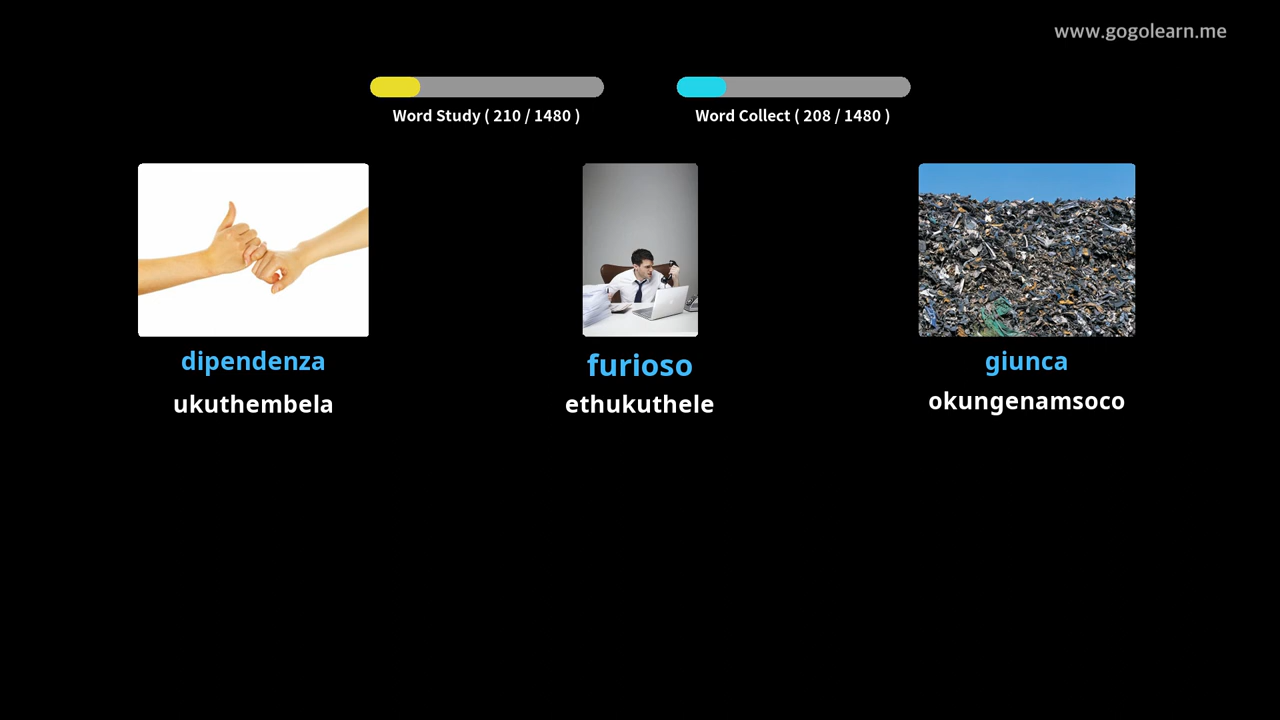 www.gogolearn.me
Word Study ( 210 / 1480 )
Word Collect ( 208 / 1480 )
dipendenza
furioso
giunca
ukuthembela
ethukuthele
okungenamsoco